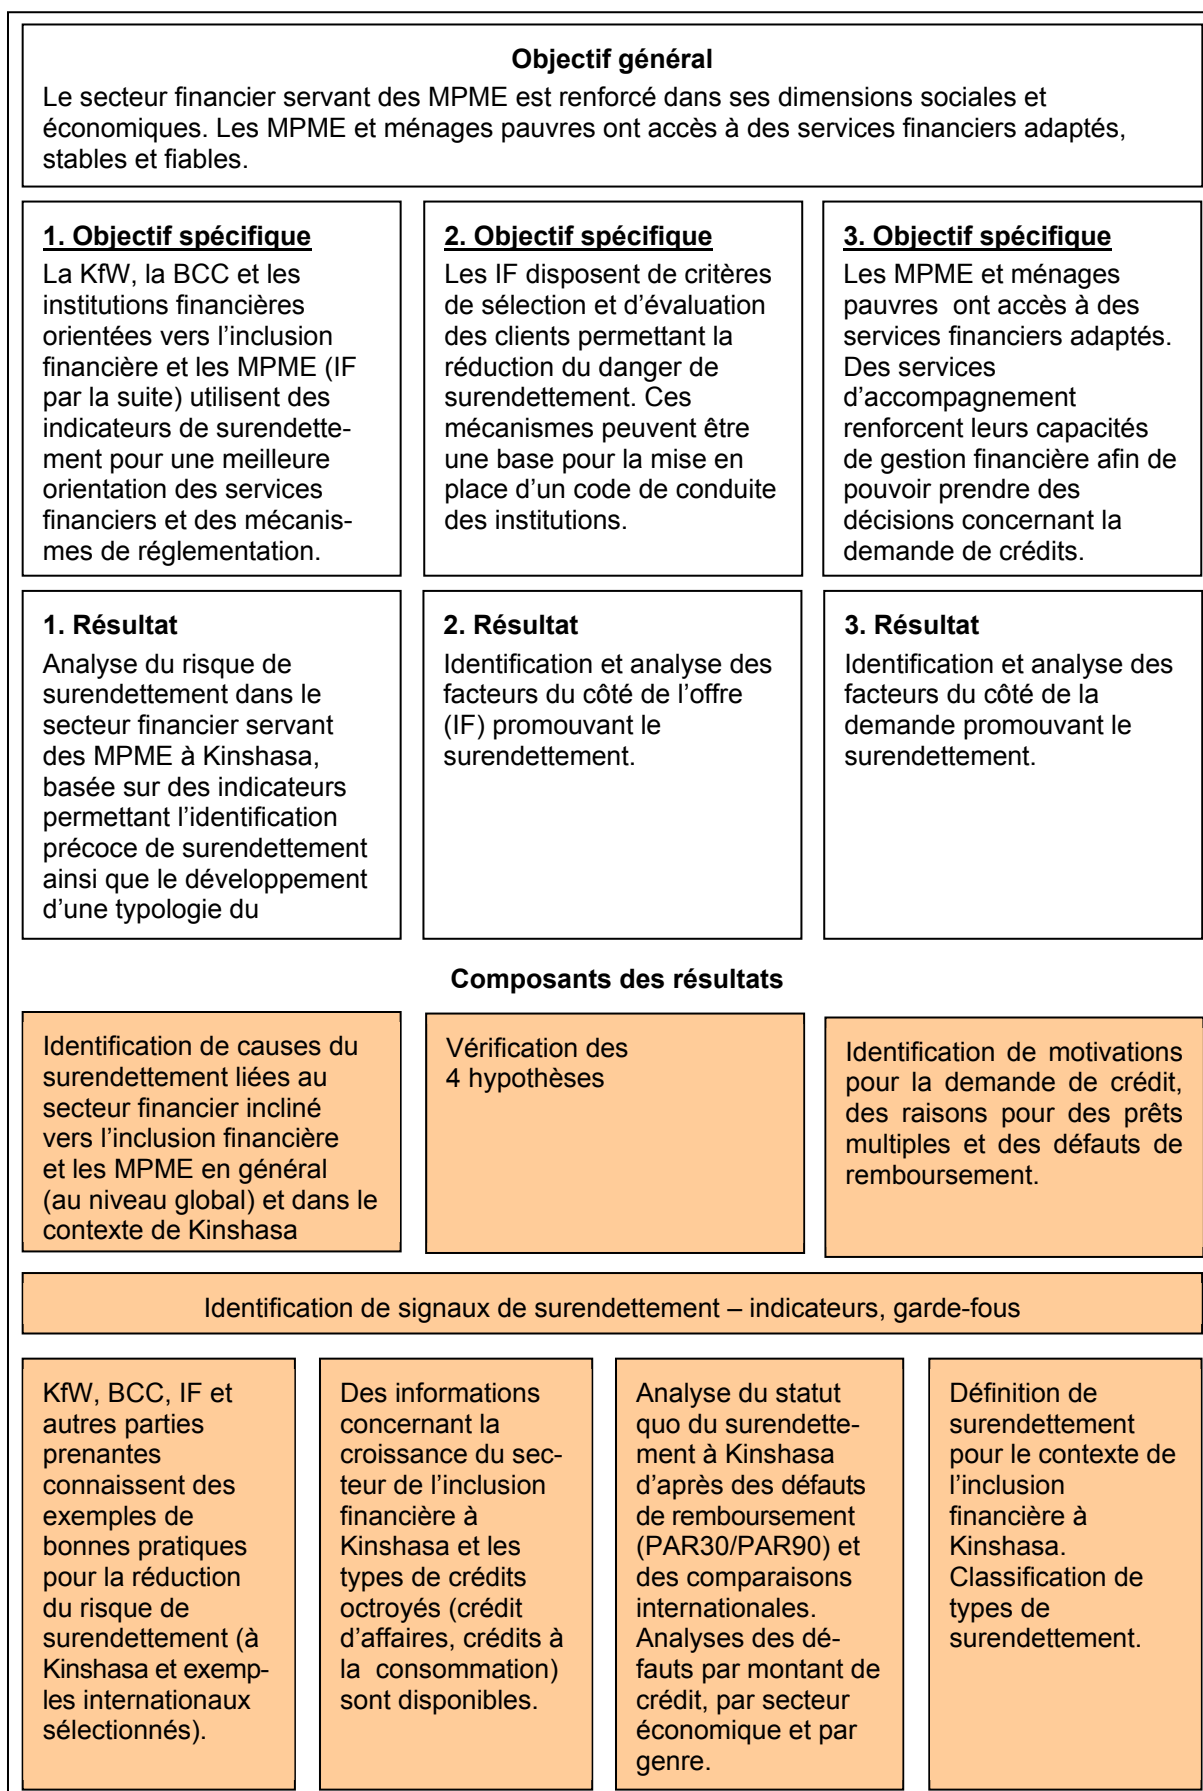 Objectif général
Le secteur financier servant des MPME est renforcé dans ses dimensions sociales et
économiques. Les MPME et ménages pauvres ont accès à des services financiers adaptés,
stables et fiables.
1. Objectif spécifique
La KfW, la BCC et les
institutions financières
orientées vers l’inclusion
financière et les MPME (IF
par la suite) utilisent des
indicateurs de surendette-
ment pour une meilleure
orientation des services
financiers et des mécanis-
mes de réglementation.
2. Objectif spécifique
Les IF disposent de critères
de sélection et d’évaluation
des clients permettant la
réduction du danger de
surendettement. Ces
mécanismes peuvent être
une base pour la mise en
place d’un code de conduite
des institutions.
3. Objectif spécifique
Les MPME et ménages
pauvres ont accès à des
services financiers adaptés.
Des services
d’accompagnement
renforcent leurs capacités
de gestion financière afin de
pouvoir prendre des
décisions concernant la
demande de crédits.
1. Résultat
Analyse du risque de
surendettement dans le
secteur financier servant
des MPME à Kinshasa,
basée sur des indicateurs
permettant l’identification
précoce de surendettement
ainsi que le développement
d’une typologie du
2. Résultat
Identification et analyse des
facteurs du côté de l’offre
(IF) promouvant le
surendettement.
3. Résultat
Identification et analyse des
facteurs du côté de la
demande promouvant le
surendettement.
Composants des résultats
Identification de causes du
surendettement liées au
secteur financier incliné
vers l’inclusion financière
et les MPME en général
(au niveau global) et dans le
contexte de Kinshasa
Vérification des
4 hypothèses
Identification de motivations
pour la demande de crédit,
des raisons pour des prêts
multiples et des défauts de
remboursement.
Identification de signaux de surendettement – indicateurs, garde-fous
KfW, BCC, IF et
autres parties
prenantes
connaissent des
exemples de
bonnes pratiques
pour la réduction
du risque de
surendettement (à
Kinshasa et exemp-
les internationaux
sélectionnés).
Des informations
concernant la
croissance du sec-
teur de l’inclusion
financière à
Kinshasa et les
types de crédits
octroyés (crédit
d’affaires, crédits à
la consommation)
sont disponibles.
Analyse du statut
quo du surendette-
ment à Kinshasa
d’après des défauts
de remboursement
(PAR30/PAR90) et
des comparaisons
internationales.
Analyses des dé-
fauts par montant de
crédit, par secteur
économique et par
genre.
Définition de
surendettement
pour le contexte de
l’inclusion
financière à
Kinshasa.
Classification de
types de
surendettement.